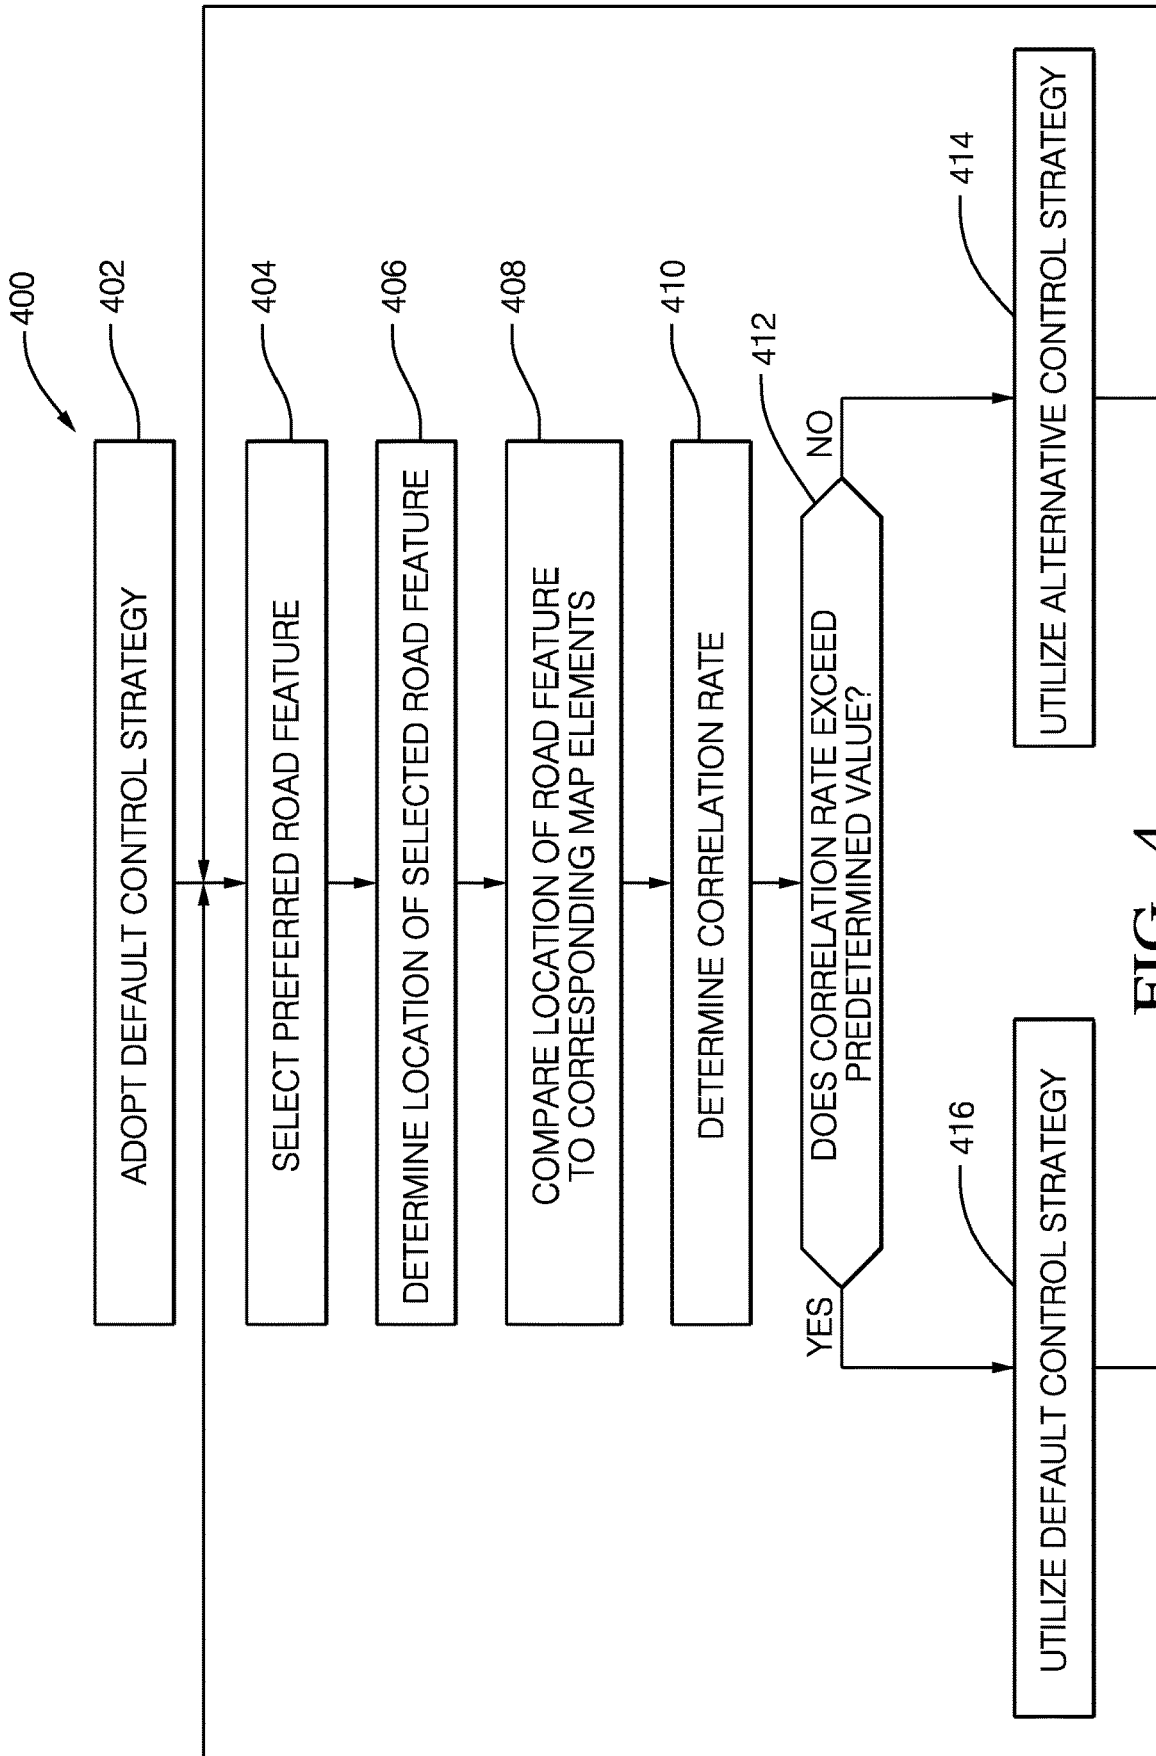 400
402
ADOPT DEFAULT CONTROL STRATEGY
404
SELECT PREFERRED ROAD FEATURE
406
DETERMINE LOCATION OF SELECTED ROAD FEATURE
408
COMPARE LOCATION OF ROAD FEATURE
TO CORRESPONDING MAP ELEMENTS
410
DETERMINE CORRELATION RATE
412
DOES CORRELATION RATE EXCEED
PREDETERMINED VALUE?
YES
NO
416
UTILIZE DEFAULT CONTROL STRATEGY
414
UTILIZE ALTERNATIVE CONTROL STRATEGY
FIG. 4